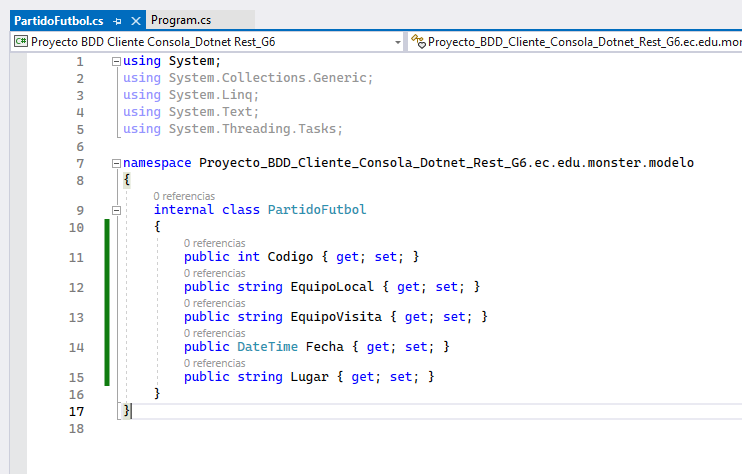 PartidoFutbol.cs Program.cs
C# Proyecto BDD Cliente Consola_Dotnet Rest_G6 Proyecto_BDD_Cliente_Consola_Dotnet_Rest_G6.ec.edu.mon
1 using System;
2 using System.Collections.Generic;
3 using System.Linq;
4 using System.Text;
5 using System.Threading.Tasks;
6
7 namespace Proyecto_BDD_Cliente_Consola_Dotnet_Rest_G6.ec.edu.monster.modelo
8 {
0 referencias
9 internal class PartidoFutbol
10 {
0 referencias
11 public int Codigo { get; set; }
0 referencias
12 public string EquipoLocal { get; set; }
0 referencias
13 public string EquipoVisita { get; set; }
0 referencias
14 public DateTime Fecha { get; set; }
0 referencias
15 public string Lugar { get; set; }
16 }
17 }
18